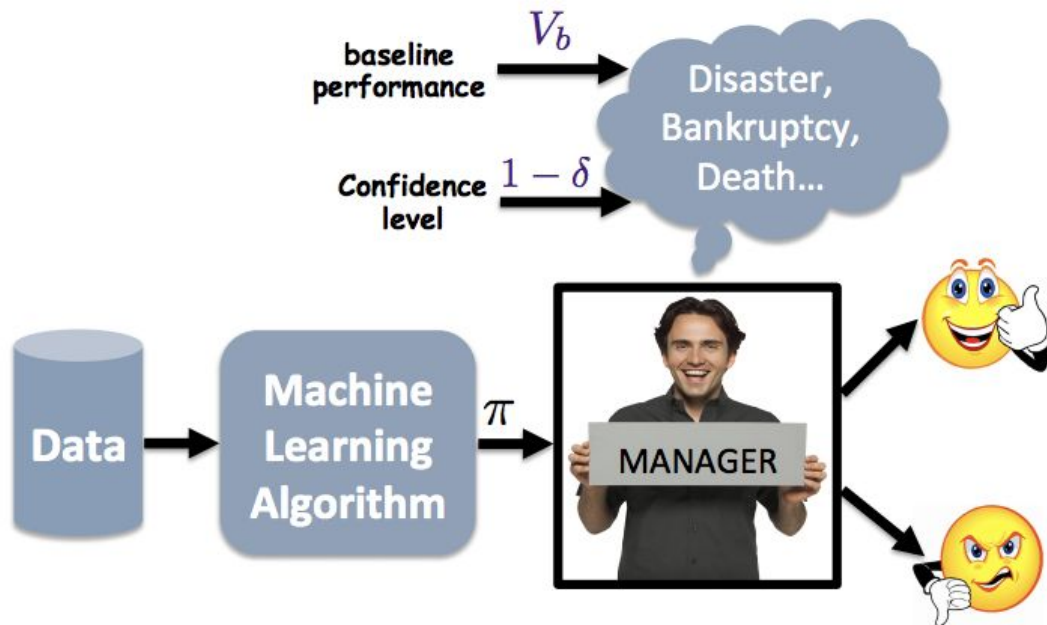 baseline
performance
V_b
Disaster,
Bankruptcy,
Death...
Confidence
level
1 − δ
Data
Machine
Learning
Algorithm
π
MANAGER